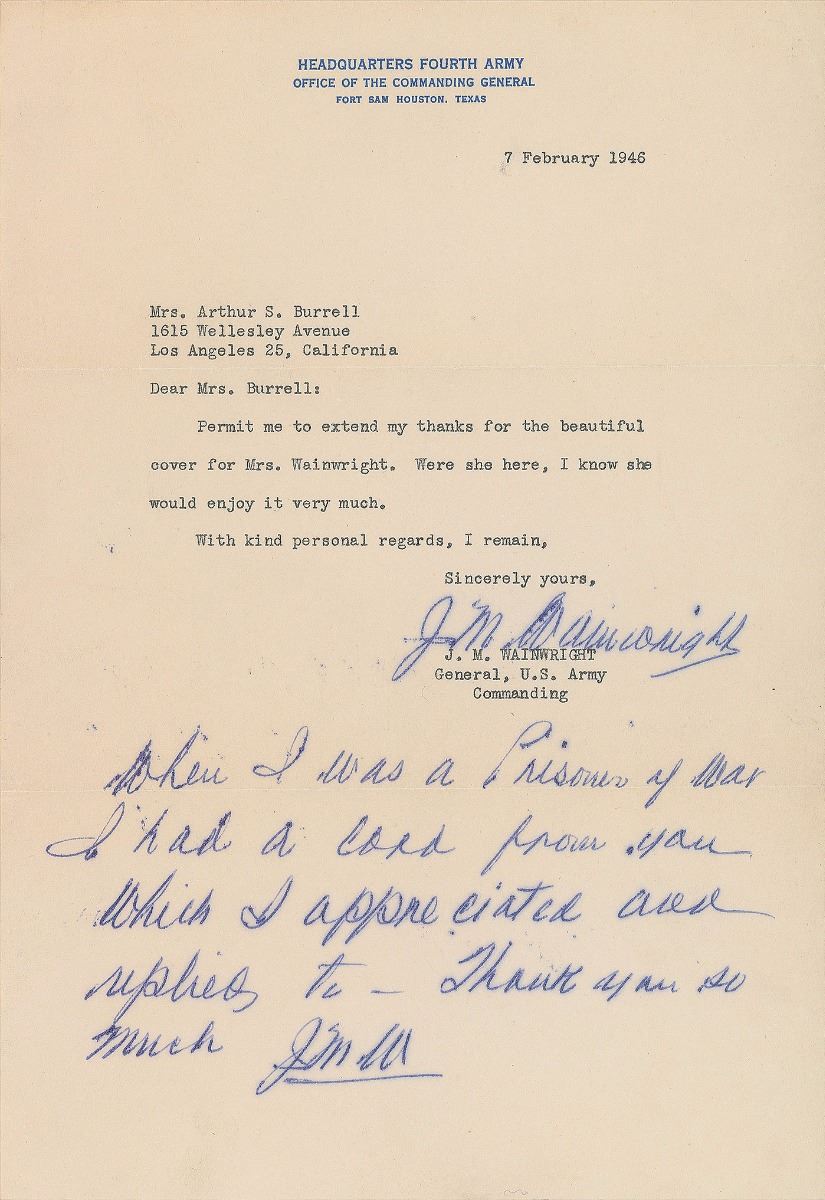 HEADQUARTERS FOURTH ARMY
OFFICE OF THE COMMANDING GENERAL
FORT SAM HOUSTON, TEXAS
7 February 1946
Mrs. Arthur S. Burrell
1615 Wellesley Avenue
Los Angeles 25, California
Dear Mrs. Burrell:
Permit me to extend my thanks for the beautiful
cover for Mrs. Wainwright. Were she here, I know she
would enjoy it very much.
With kind personal regards, I remain,
Sincerely yours,
J M Wainwright
J. M. WAINWRIGHT
General, U.S. Army
Commanding
When I was a Prisoner of War
I had a card from you
which I appreciated and
replied to — Thank you so
much JMW